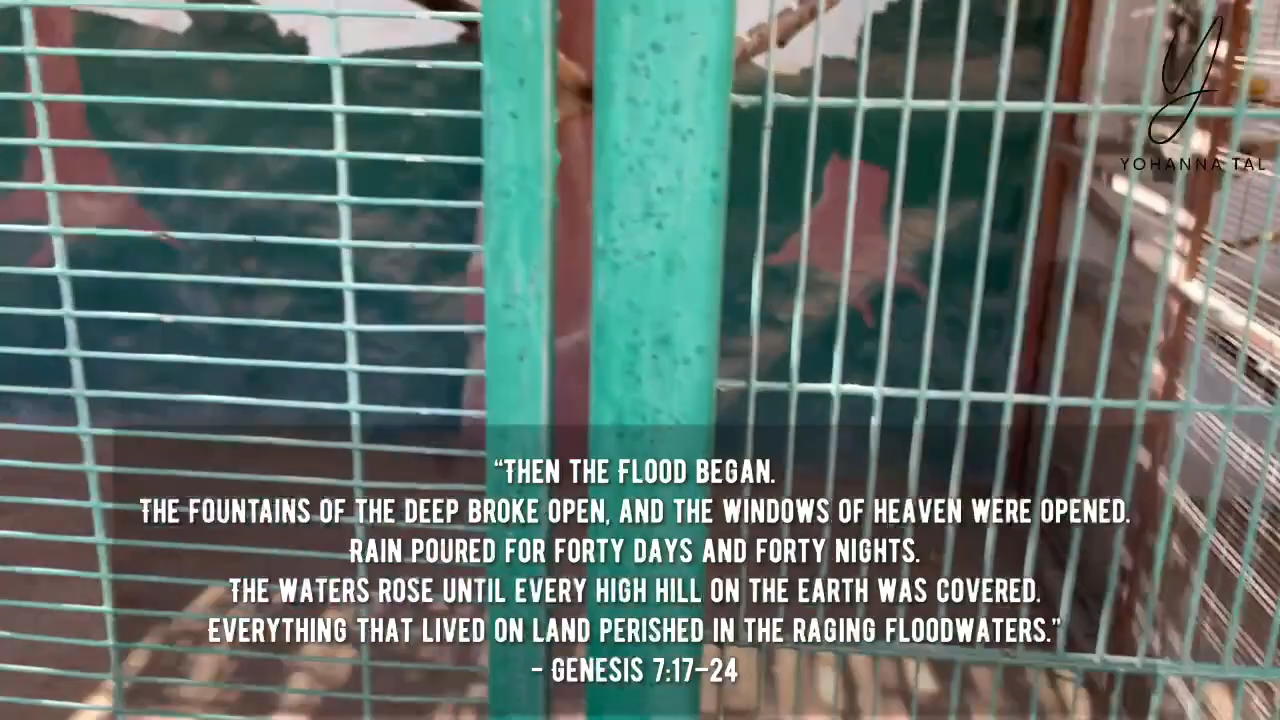 Y
YOHANNA TAL
“THEN THE FLOOD BEGAN.
THE FOUNTAINS OF THE DEEP BROKE OPEN, AND THE WINDOWS OF HEAVEN WERE OPENED.
RAIN POURED FOR FORTY DAYS AND FORTY NIGHTS.
THE WATERS ROSE UNTIL EVERY HIGH HILL ON THE EARTH WAS COVERED.
EVERYTHING THAT LIVED ON LAND PERISHED IN THE RAGING FLOODWATERS.”
– GENESIS 7:17–24